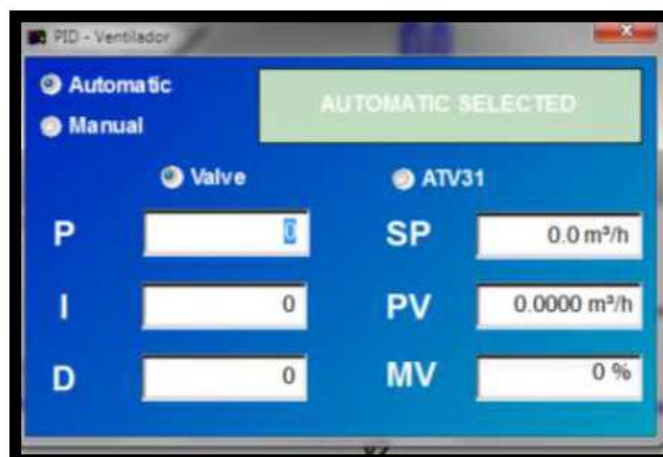 PID - Ventilador
Automatic
AUTOMATIC SELECTED
Manual
Valve
ATV31
P 0 SP 0.0 m³/h
I 0 PV 0.0000 m³/h
D 0 MV 0 %